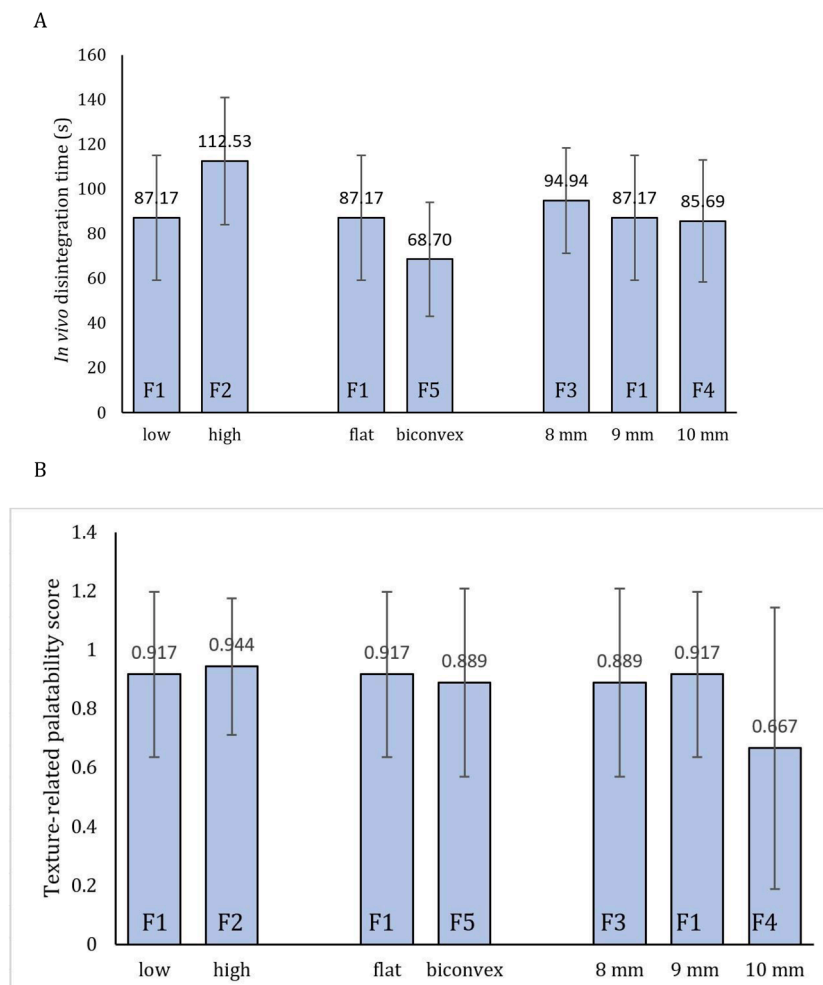 A
160
140
120
100
80
60
40
20
0
In vivo disintegration time (s)
87.17
112.53
87.17
68.70
94.94
87.17
85.69
F1
F2
F1
F5
F3
F1
F4
low
high
flat
biconvex
8 mm
9 mm
10 mm
B
1.4
1.2
1
0.8
0.6
0.4
0.2
0
Texture-related palatability score
0.917
0.944
0.917
0.889
0.889
0.917
0.667
F1
F2
F1
F5
F3
F1
F4
low
high
flat
biconvex
8 mm
9 mm
10 mm